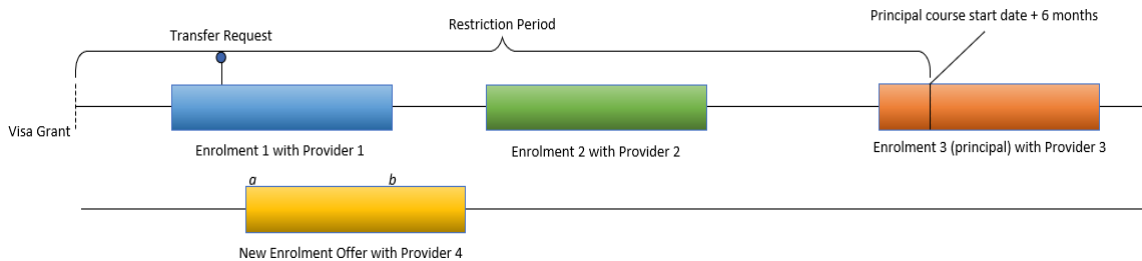 Principal course start date + 6 months
Restriction Period
Transfer Request
Visa Grant
Enrolment 1 with Provider 1
Enrolment 2 with Provider 2
Enrolment 3 (principal) with Provider 3
a
b
New Enrolment Offer with Provider 4